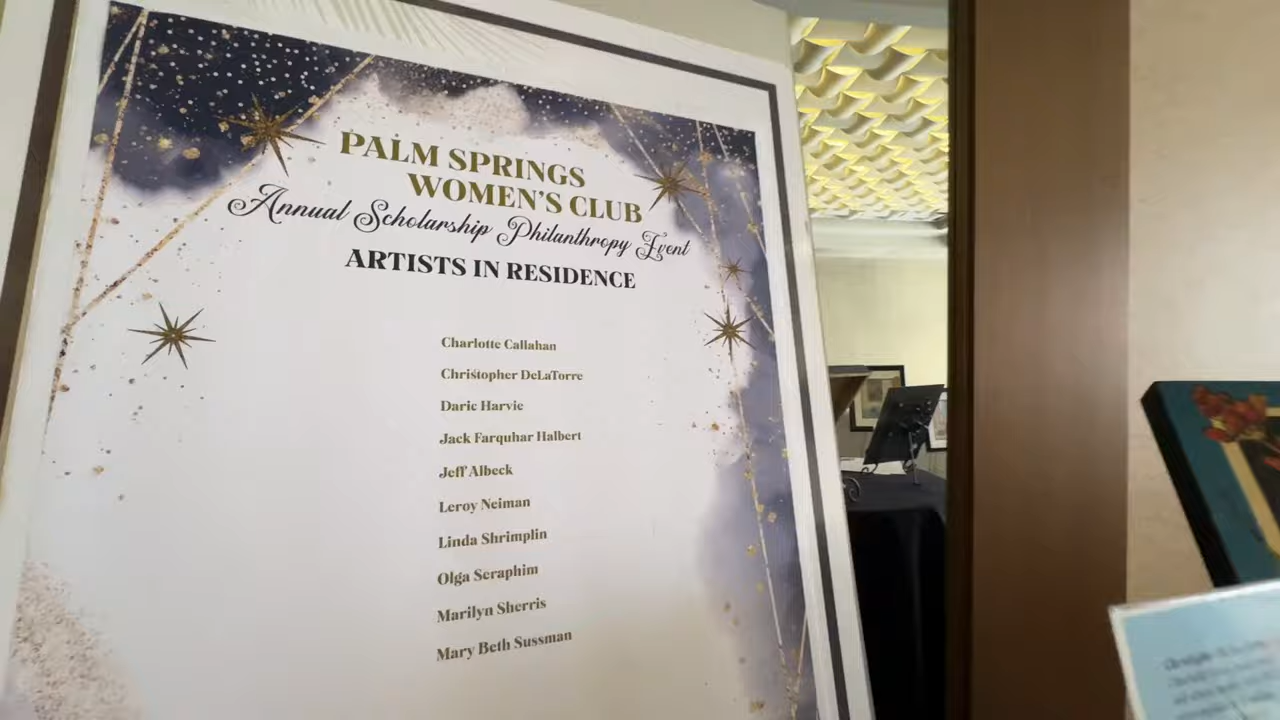 PALM SPRINGS
WOMEN'S CLUB
Annual Scholarship Philanthropy Event
ARTISTS IN RESIDENCE
Charlotte Callahan
Christopher DeLaTorre
Daric Harvie
Jack Farquhar Halbert
Jeff Albeck
Leroy Neiman
Linda Shrimplin
Olga Seraphim
Marilyn Sherris
Mary Beth Sussman